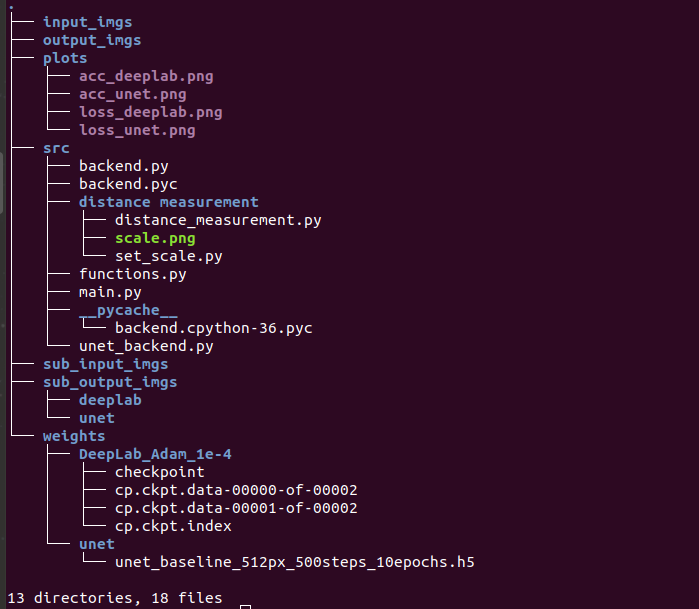 .
├── input_imgs
├── output_imgs
├── plots
│   ├── acc_deeplab.png
│   ├── acc_unet.png
│   ├── loss_deeplab.png
│   └── loss_unet.png
├── src
│   ├── backend.py
│   ├── backend.pyc
│   ├── distance measurement
│   │   ├── distance_measurement.py
│   │   ├── scale.png
│   │   └── set_scale.py
│   ├── functions.py
│   ├── main.py
│   ├── __pycache__
│   │   └── backend.cpython-36.pyc
│   └── unet_backend.py
├── sub_input_imgs
├── sub_output_imgs
│   ├── deeplab
│   └── unet
└── weights
    ├── DeepLab_Adam_1e-4
    │   ├── checkpoint
    │   ├── cp.ckpt.data-00000-of-00002
    │   ├── cp.ckpt.data-00001-of-00002
    │   └── cp.ckpt.index
    └── unet
        └── unet_baseline_512px_500steps_10epochs.h5
13 directories, 18 files